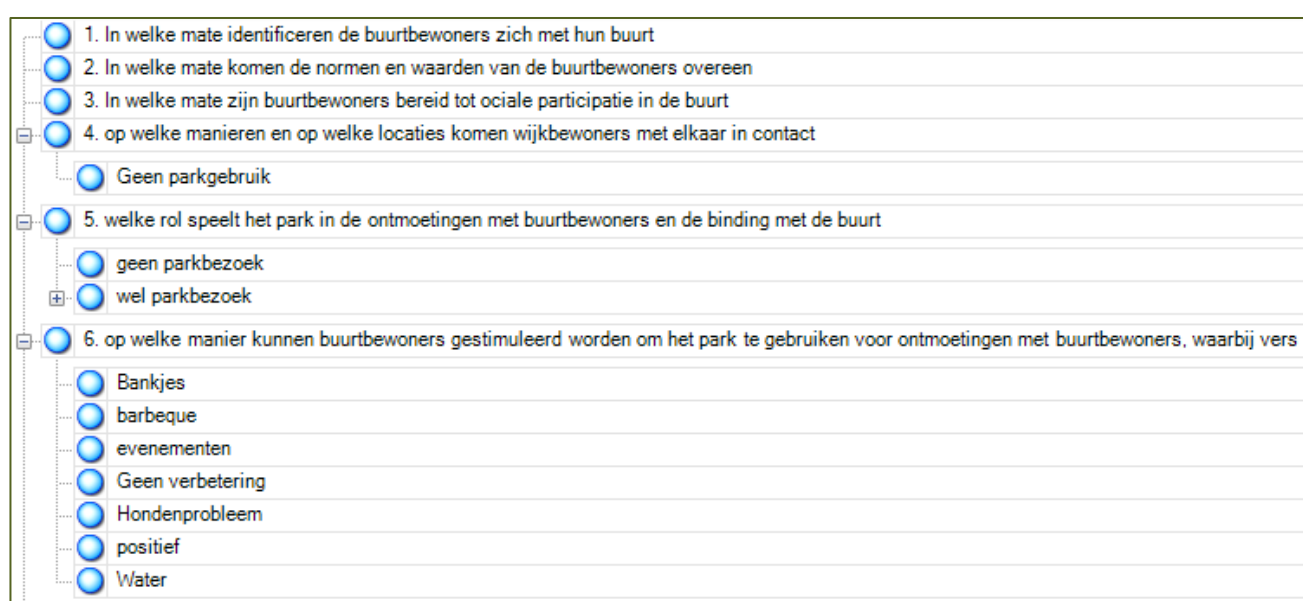 1. In welke mate identificeren de buurtbewoners zich met hun buurt
2. In welke mate komen de normen en waarden van de buurtbewoners overeen
3. In welke mate zijn buurtbewoners bereid tot ociale participatie in de buurt
4. op welke manieren en op welke locaties komen wijkbewoners met elkaar in contact
Geen parkgebruik
5. welke rol speelt het park in de ontmoetingen met buurtbewoners en de binding met de buurt
geen parkbezoek
wel parkbezoek
6. op welke manier kunnen buurtbewoners gestimuleerd worden om het park te gebruiken voor ontmoetingen met buurtbewoners, waarbij vers
Bankjes
barbeque
evenementen
Geen verbetering
Hondenprobleem
positief
Water